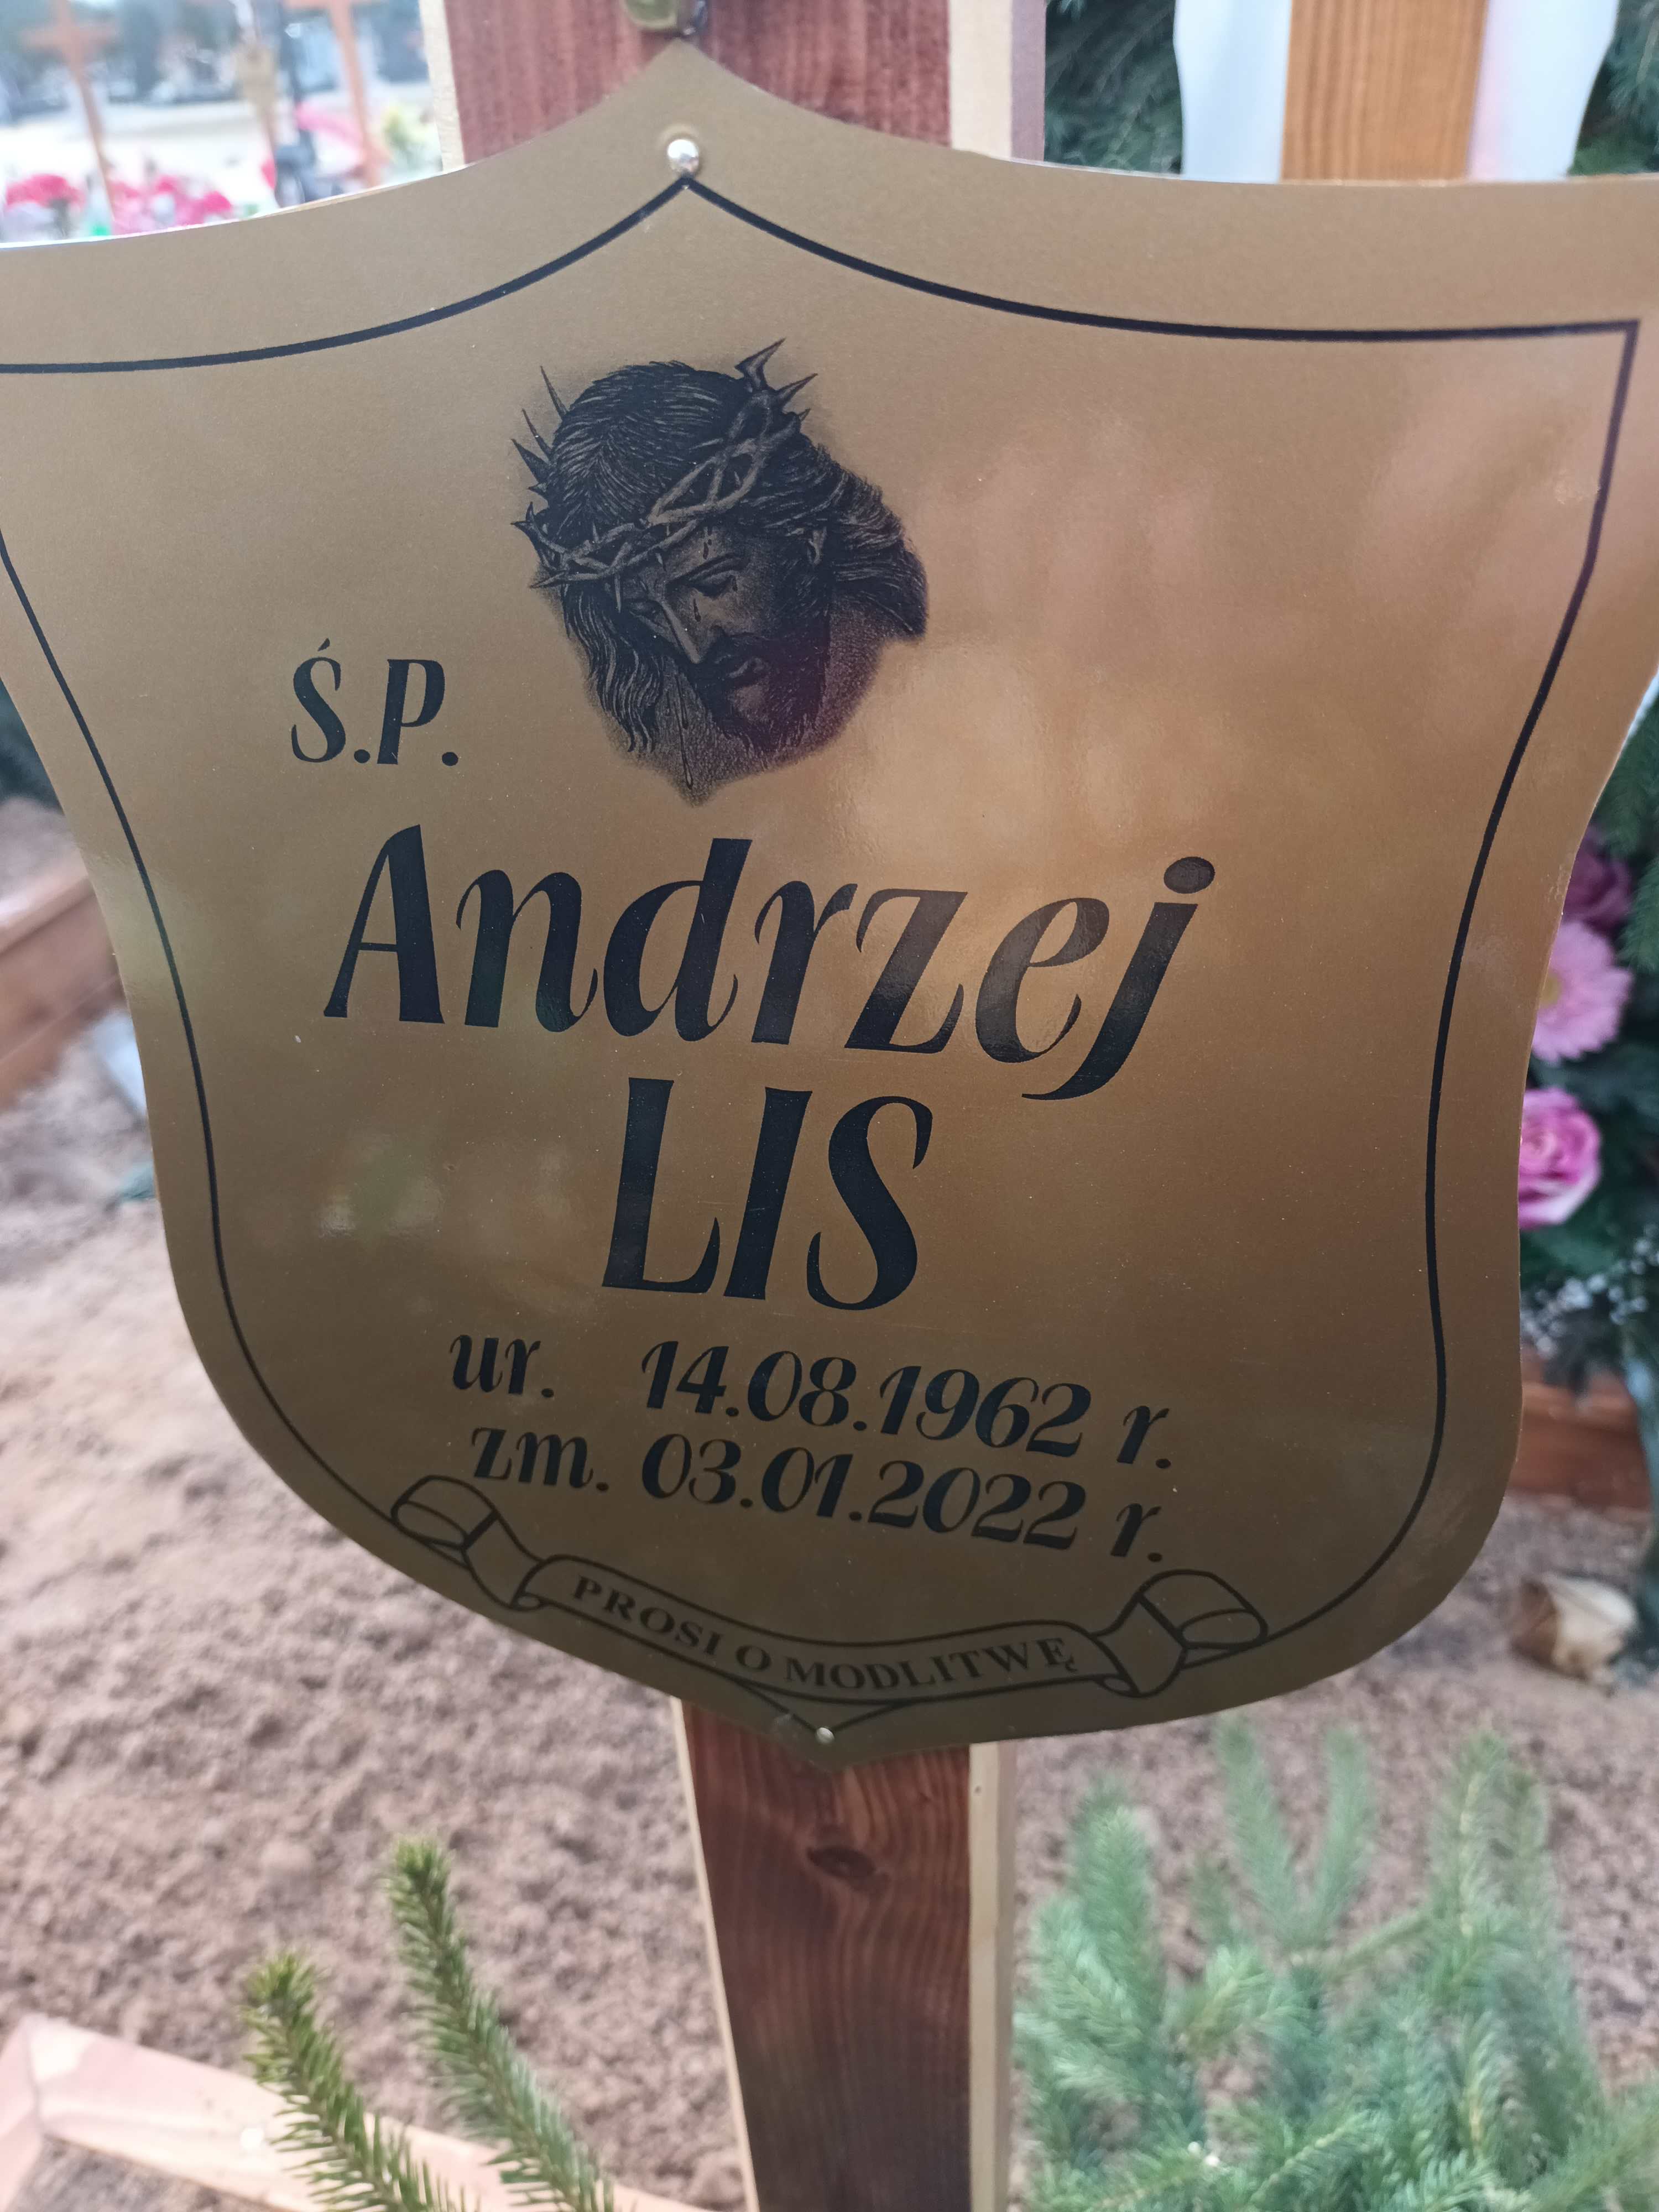 Ś.P.
Andrzej
LIS
ur. 14.08.1962 r.
zm. 03.01.2022 r.
PROSI O MODLITWĘ